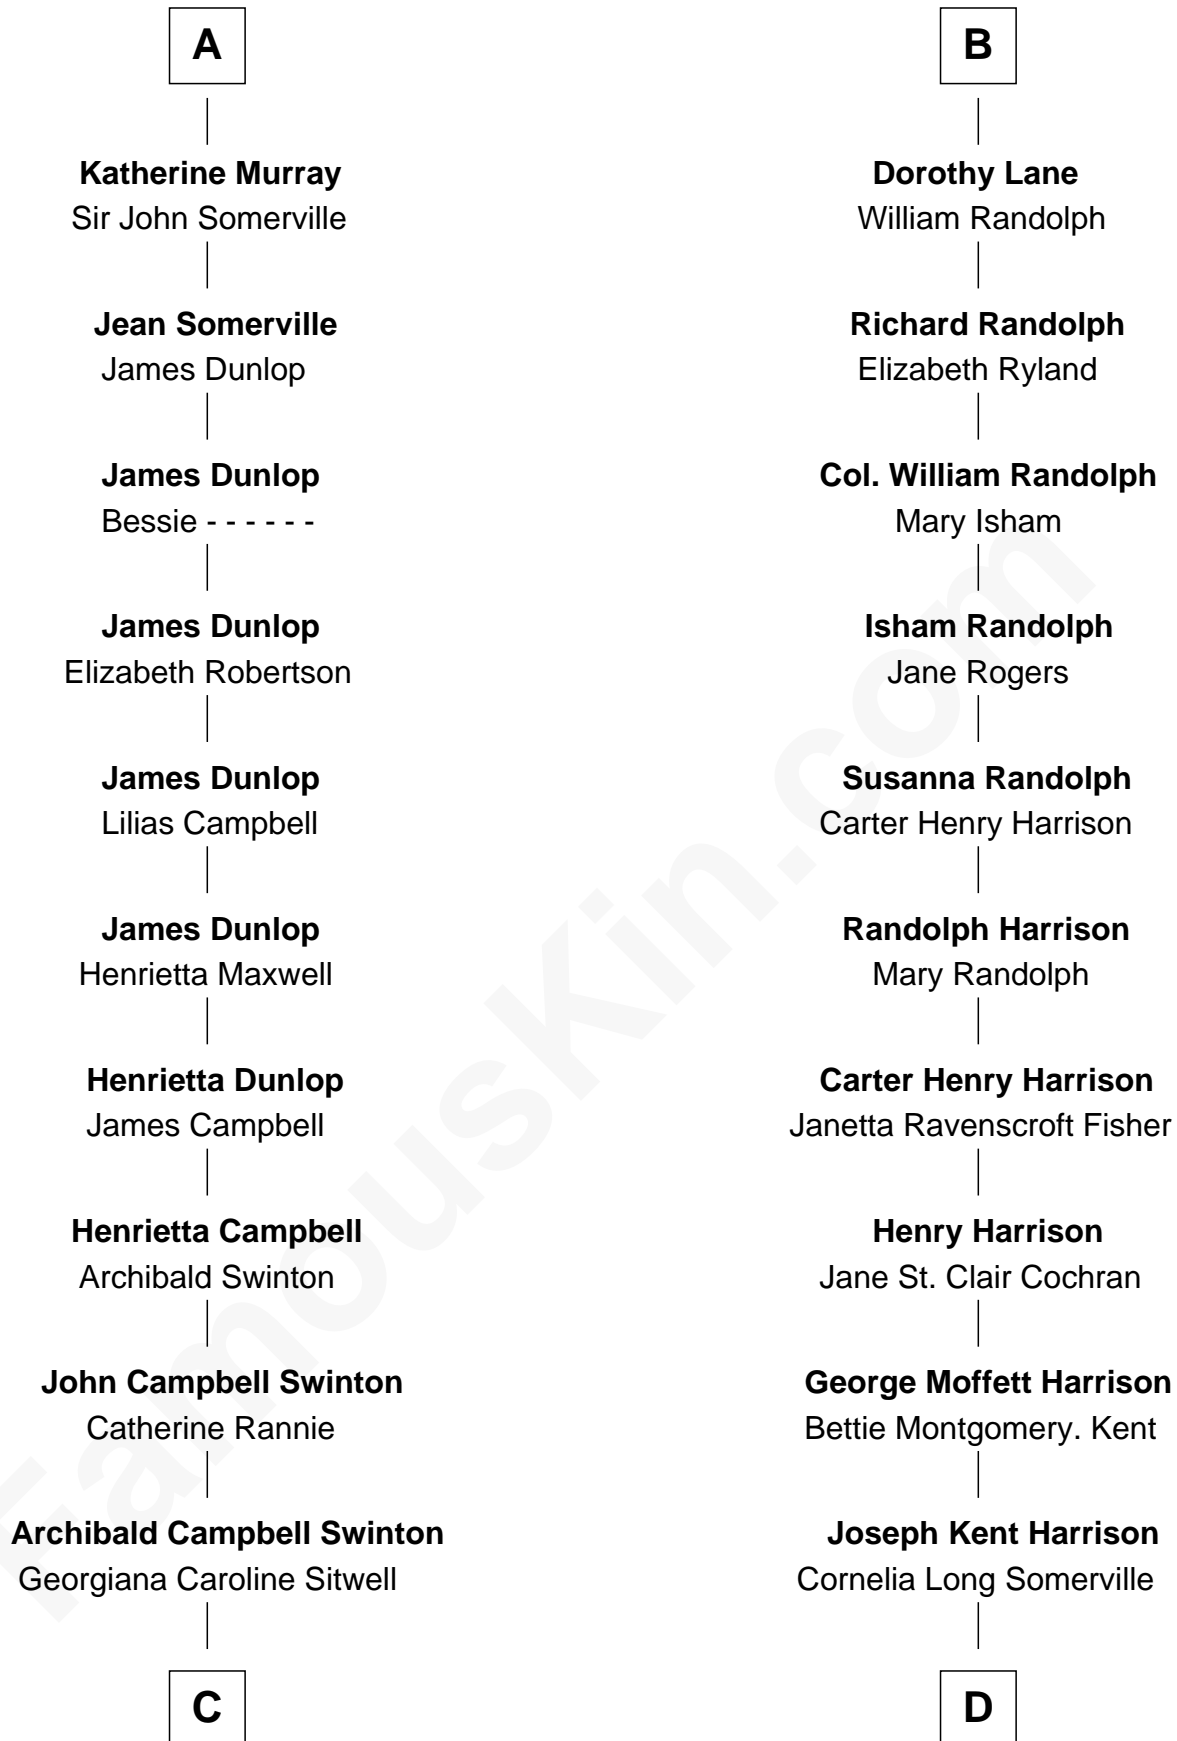 A
Katherine Murray
Sir John Somerville
Jean Somerville
James Dunlop
James Dunlop
Bessie - - - - - -
James Dunlop
Elizabeth Robertson
James Dunlop
Lilias Campbell
James Dunlop
Henrietta Maxwell
Henrietta Dunlop
James Campbell
Henrietta Campbell
Archibald Swinton
John Campbell Swinton
Catherine Rannie
Archibald Campbell Swinton
Georgiana Caroline Sitwell
C
B
Dorothy Lane
William Randolph
Richard Randolph
Elizabeth Ryland
Col. William Randolph
Mary Isham
Isham Randolph
Jane Rogers
Susanna Randolph
Carter Henry Harrison
Randolph Harrison
Mary Randolph
Carter Henry Harrison
Janetta Ravenscroft Fisher
Henry Harrison
Jane St. Clair Cochran
George Moffett Harrison
Bettie Montgomery. Kent
Joseph Kent Harrison
Cornelia Long Somerville
D
FamousKin.com